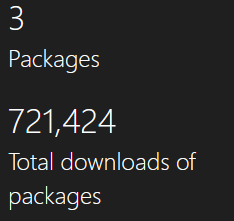 3
Packages
721,424
Total downloads of
packages